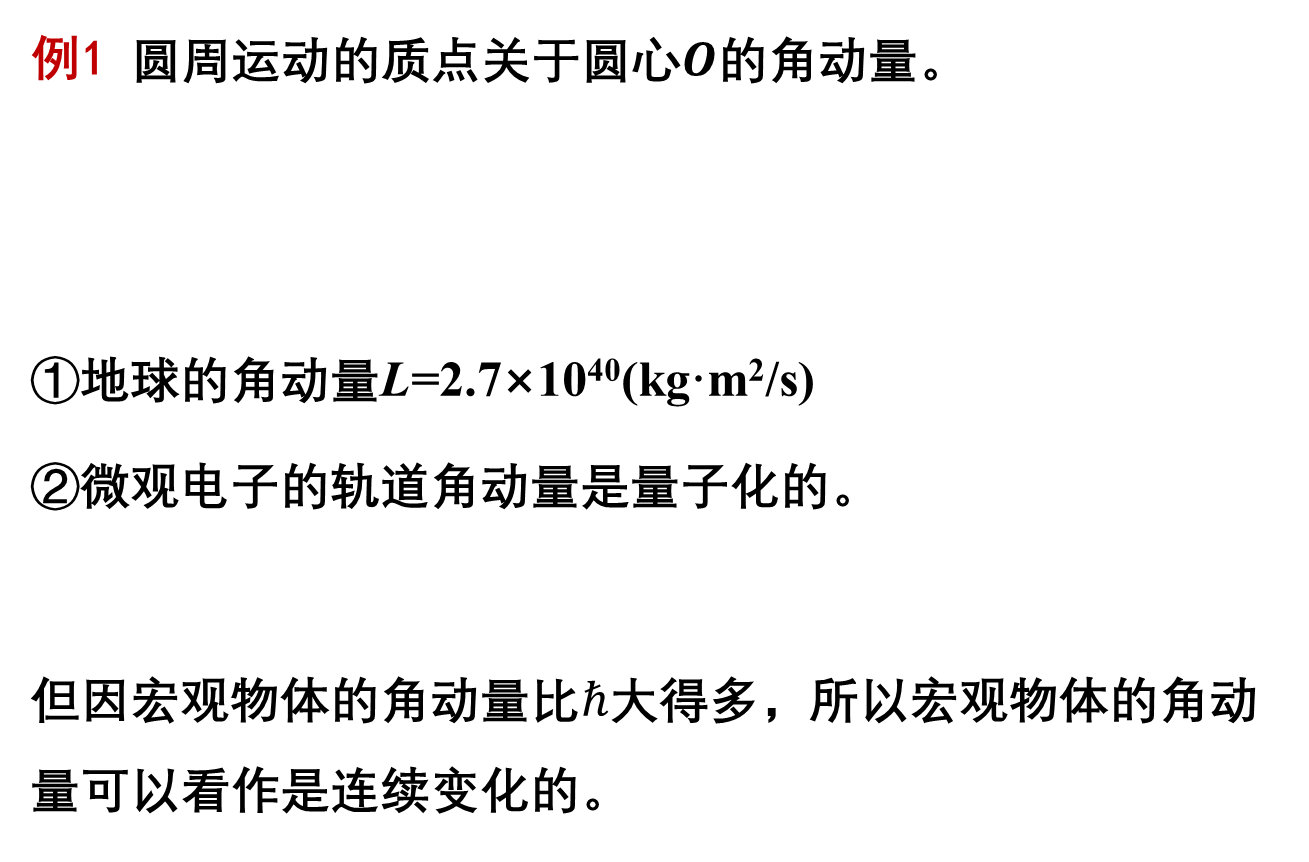 例1 圆周运动的质点关于圆心O的角动量。
①地球的角动量L=2.7×10⁴⁰(kg·m²/s)
②微观电子的轨道角动量是量子化的。
但因宏观物体的角动量比ℏ大得多，所以宏观物体的角动
量可以看作是连续变化的。